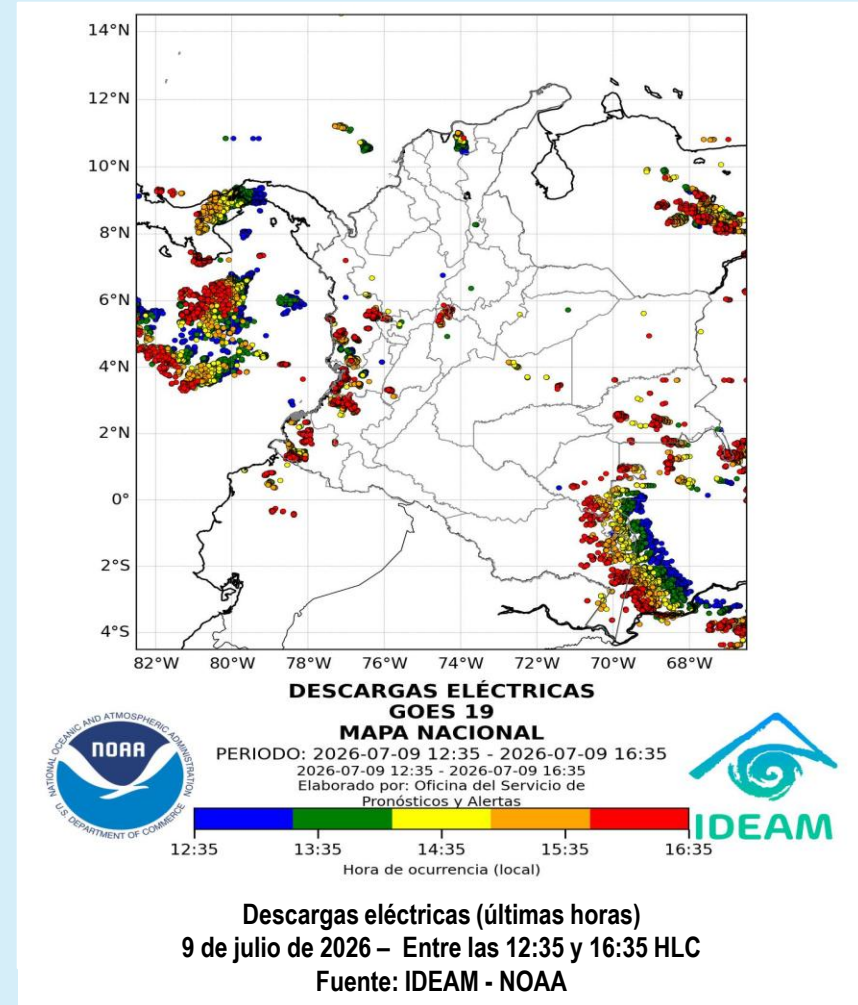 14°N
12°N
10°N
8°N
6°N
4°N
2°N
0°
2°S
4°S
82°W 80°W 78°W 76°W 74°W 72°W 70°W 68°W
DESCARGAS ELÉCTRICAS
GOES 19
MAPA NACIONAL
PERIODO: 2026-07-09 12:35 - 2026-07-09 16:35
2026-07-09 12:35 - 2026-07-09 16:35
Elaborado por: Oficina del Servicio de
Pronósticos y Alertas
NATIONAL OCEANIC AND ATMOSPHERIC ADMINISTRATION
NOAA
U.S. DEPARTMENT OF COMMERCE
IDEAM
12:35 13:35 14:35 15:35 16:35
Hora de ocurrencia (local)
Descargas eléctricas (últimas horas)
9 de julio de 2026 – Entre las 12:35 y 16:35 HLC
Fuente: IDEAM - NOAA